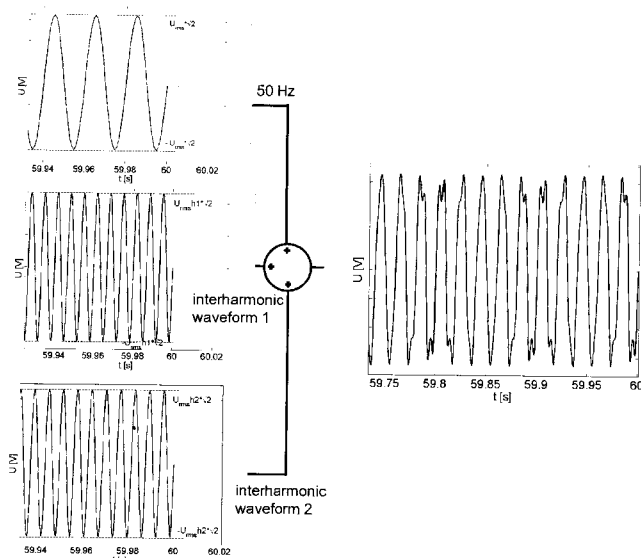 U_rms*√2
U [V]
-U_rms*√2
59.94 59.96 59.98 60 60.02
t [s]
50 Hz
U_rms h1*√2
U [V]
59.94 59.96 59.98 60 60.02
t [s]
interharmonic
waveform 1
U_rms h2*√2
U [V]
-U_rms h2*√2
59.94 59.96 59.98 60 60.02
interharmonic
waveform 2
U [V]
59.75 59.8 59.85 59.9 59.95 60
t [s]